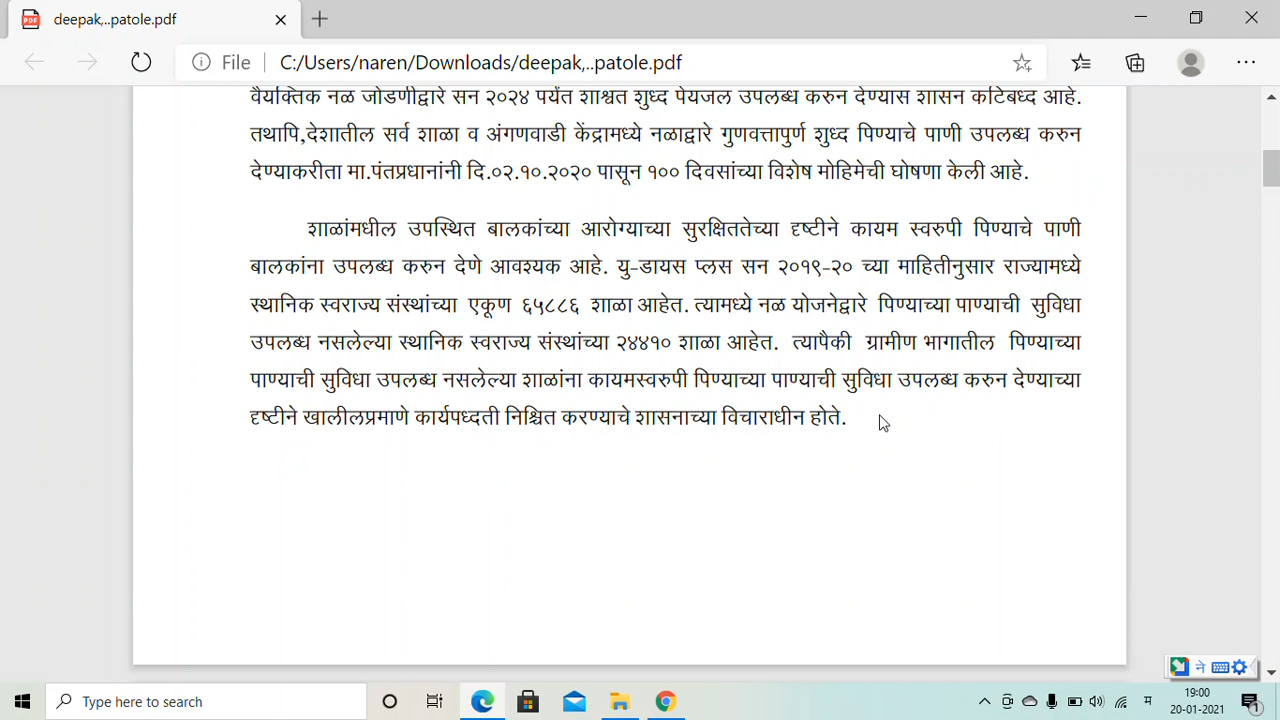 deepak,..patole.pdf
File
C:/Users/naren/Downloads/deepak,..patole.pdf
वैयक्तिक नळ जोडणीद्वारे सन २०२४ पर्यंत शाश्वत शुध्द पेयजल उपलब्ध करुन देण्यास शासन कटिबध्द आहे.
तथापि,देशातील सर्व शाळा व अंगणवाडी केंद्रामध्ये नळाद्वारे गुणवत्तापुर्ण शुध्द पिण्याचे पाणी उपलब्ध करुन
देण्याकरीता मा.पंतप्रधानांनी दि.०२.१०.२०२० पासून १०० दिवसांच्या विशेष मोहिमेची घोषणा केली आहे.
शाळांमधील उपस्थित बालकांच्या आरोग्याच्या सुरक्षिततेच्या दृष्टीने कायम स्वरुपी पिण्याचे पाणी
बालकांना उपलब्ध करुन देणे आवश्यक आहे. यु-डायस प्लस सन २०१९-२० च्या माहितीनुसार राज्यामध्ये
स्थानिक स्वराज्य संस्थांच्या एकूण ६५८८६ शाळा आहेत. त्यामध्ये नळ योजनेद्वारे पिण्याच्या पाण्याची सुविधा
उपलब्ध नसलेल्या स्थानिक स्वराज्य संस्थांच्या २४४१० शाळा आहेत. त्यापैकी ग्रामीण भागातील पिण्याच्या
पाण्याची सुविधा उपलब्ध नसलेल्या शाळांना कायमस्वरुपी पिण्याच्या पाण्याची सुविधा उपलब्ध करुन देण्याच्या
दृष्टीने खालीलप्रमाणे कार्यपध्दती निश्चित करण्याचे शासनाच्या विचाराधीन होते.
ने
Type here to search
म
19:00
20-01-2021
1